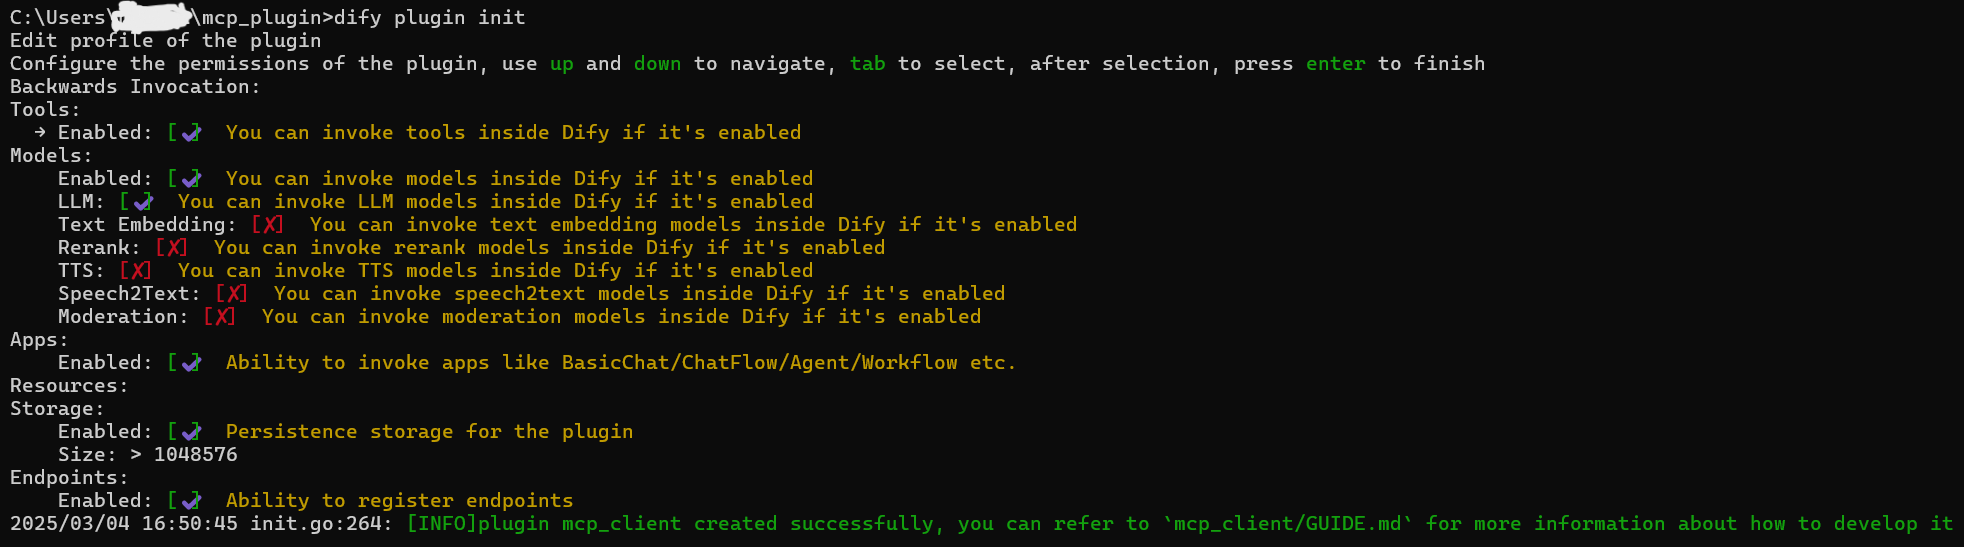 C:\Users\ \mcp_plugin>dify plugin init
Edit profile of the plugin
Configure the permissions of the plugin, use up and down to navigate, tab to select, after selection, press enter to finish
Backwards Invocation:
Tools:
  → Enabled: [✔]  You can invoke tools inside Dify if it's enabled
Models:
    Enabled: [✔]  You can invoke models inside Dify if it's enabled
    LLM: [✔]  You can invoke LLM models inside Dify if it's enabled
    Text Embedding: [✘]  You can invoke text embedding models inside Dify if it's enabled
    Rerank: [✘]  You can invoke rerank models inside Dify if it's enabled
    TTS: [✘]  You can invoke TTS models inside Dify if it's enabled
    Speech2Text: [✘]  You can invoke speech2text models inside Dify if it's enabled
    Moderation: [✘]  You can invoke moderation models inside Dify if it's enabled
Apps:
    Enabled: [✔]  Ability to invoke apps like BasicChat/ChatFlow/Agent/Workflow etc.
Resources:
Storage:
    Enabled: [✔]  Persistence storage for the plugin
    Size: > 1048576
Endpoints:
    Enabled: [✔]  Ability to register endpoints
2025/03/04 16:50:45 init.go:264: [INFO]plugin mcp_client created successfully, you can refer to `mcp_client/GUIDE.md` for more information about how to develop it